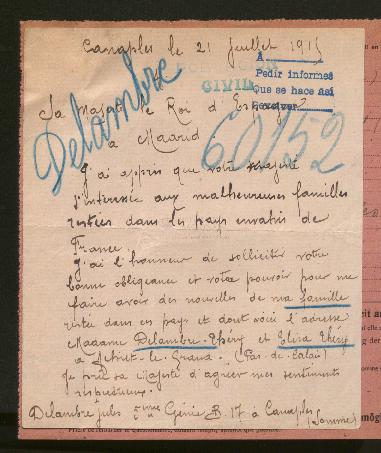 Canaples le 21 Juillet 1915
A
Pedir informes
Que se hace así
CIVIL
Delambre
60152
Sa Majesté le Roi d'Espagne
à Madrid
J'ai appris que votre majesté
s'intéresse aux malheureuses familles
restées dans les pays envahis de
France.
J'ai l'honneur de solliciter votre
bonne obligeance et votre pouvoir pour me
faire avoir des nouvelles de ma famille
restée dans ces pays et dont voici l'adresse
Madame Delambre-Théry et Elisa Théry
à Achiet-le-Grand. (Pas-de-Calais)
Je prie sa Majesté d'agréer mes sentiments
respectueux.
Delambre Jules 5ème Génie B. 17 à Canaples
(Somme)